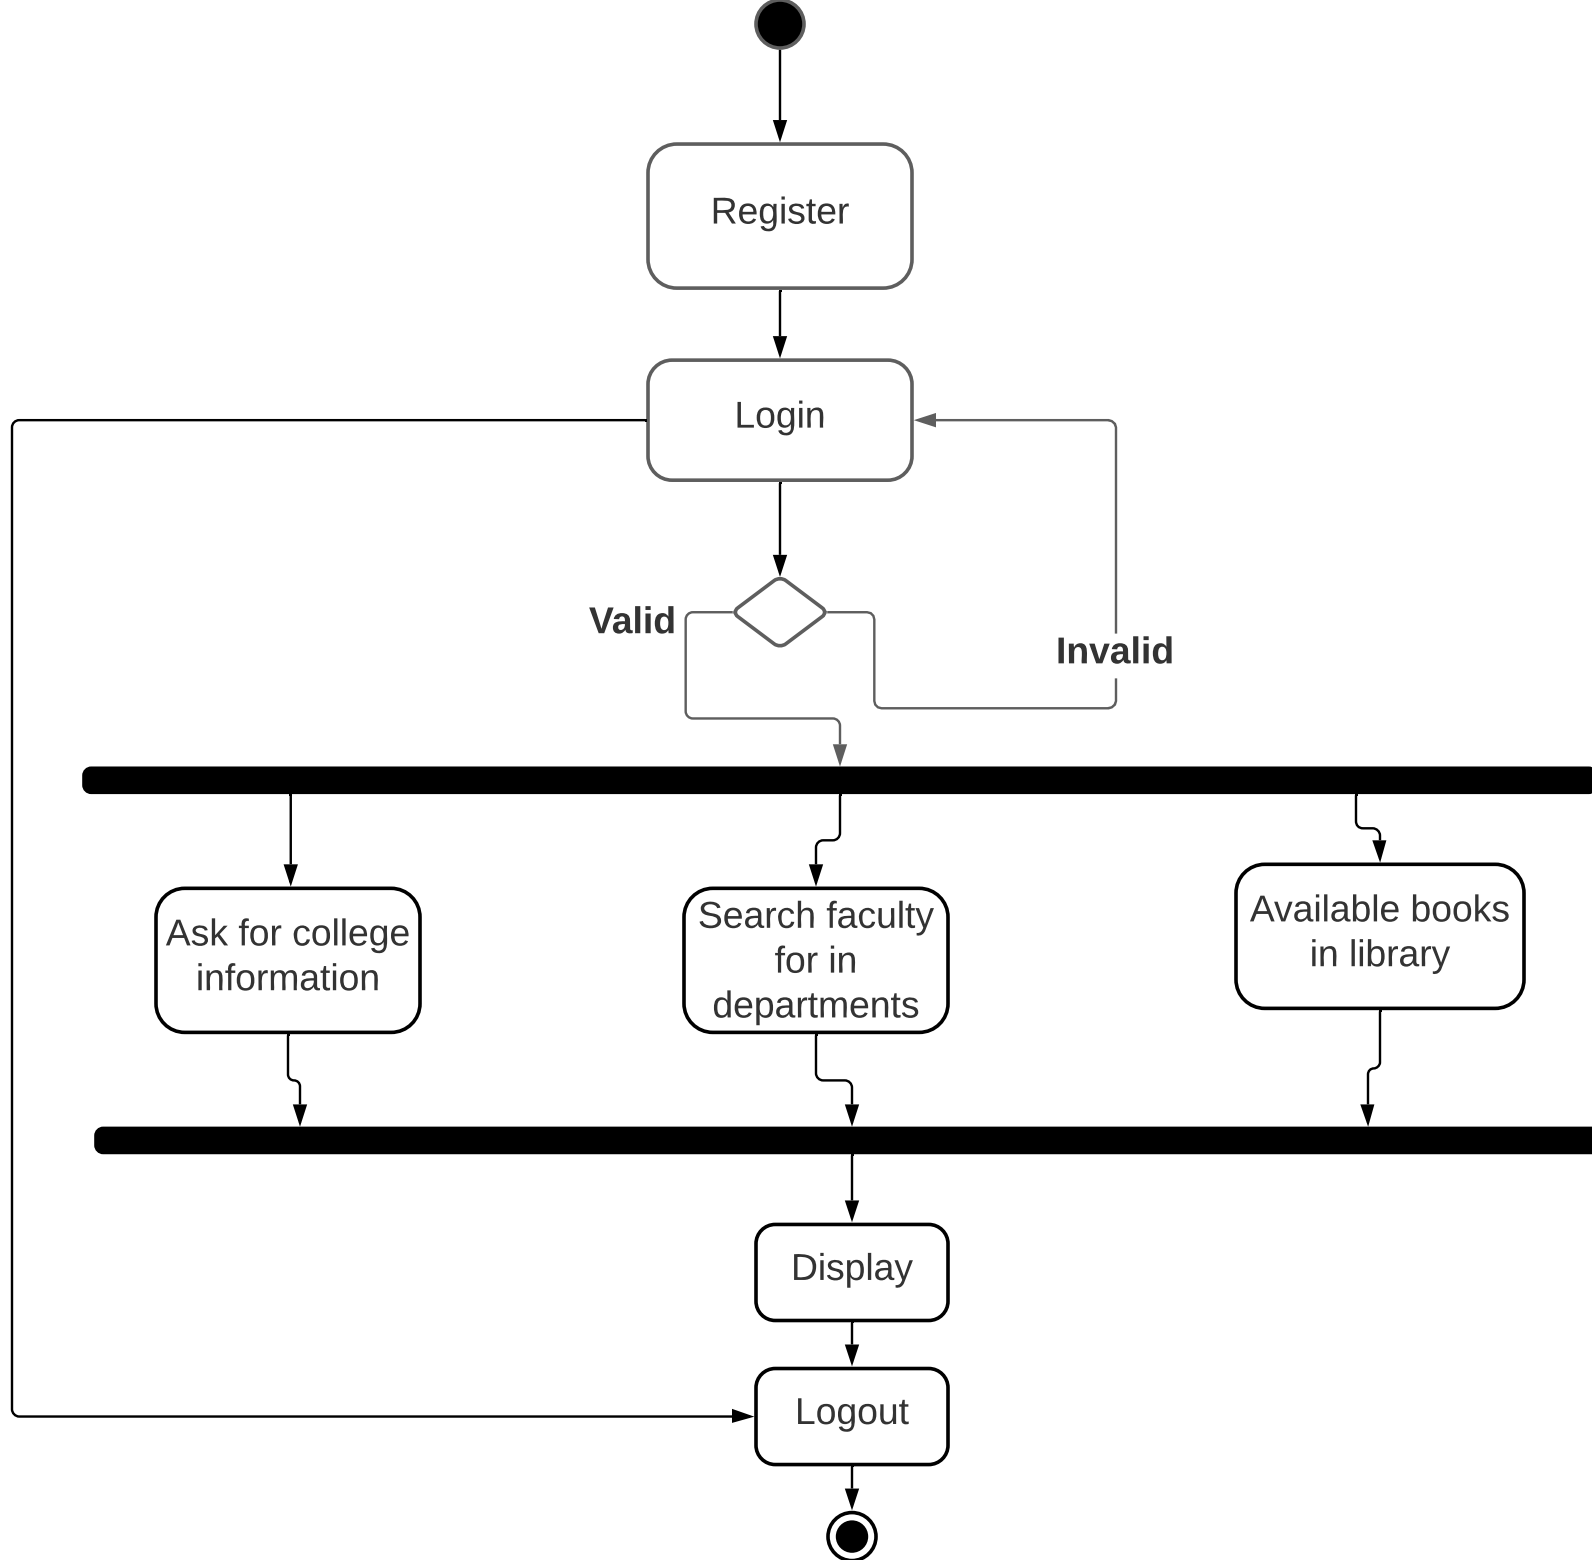 Register
Login
Valid
Invalid
Ask for college
information
Search faculty
for in
departments
Available books
in library
Display
Logout